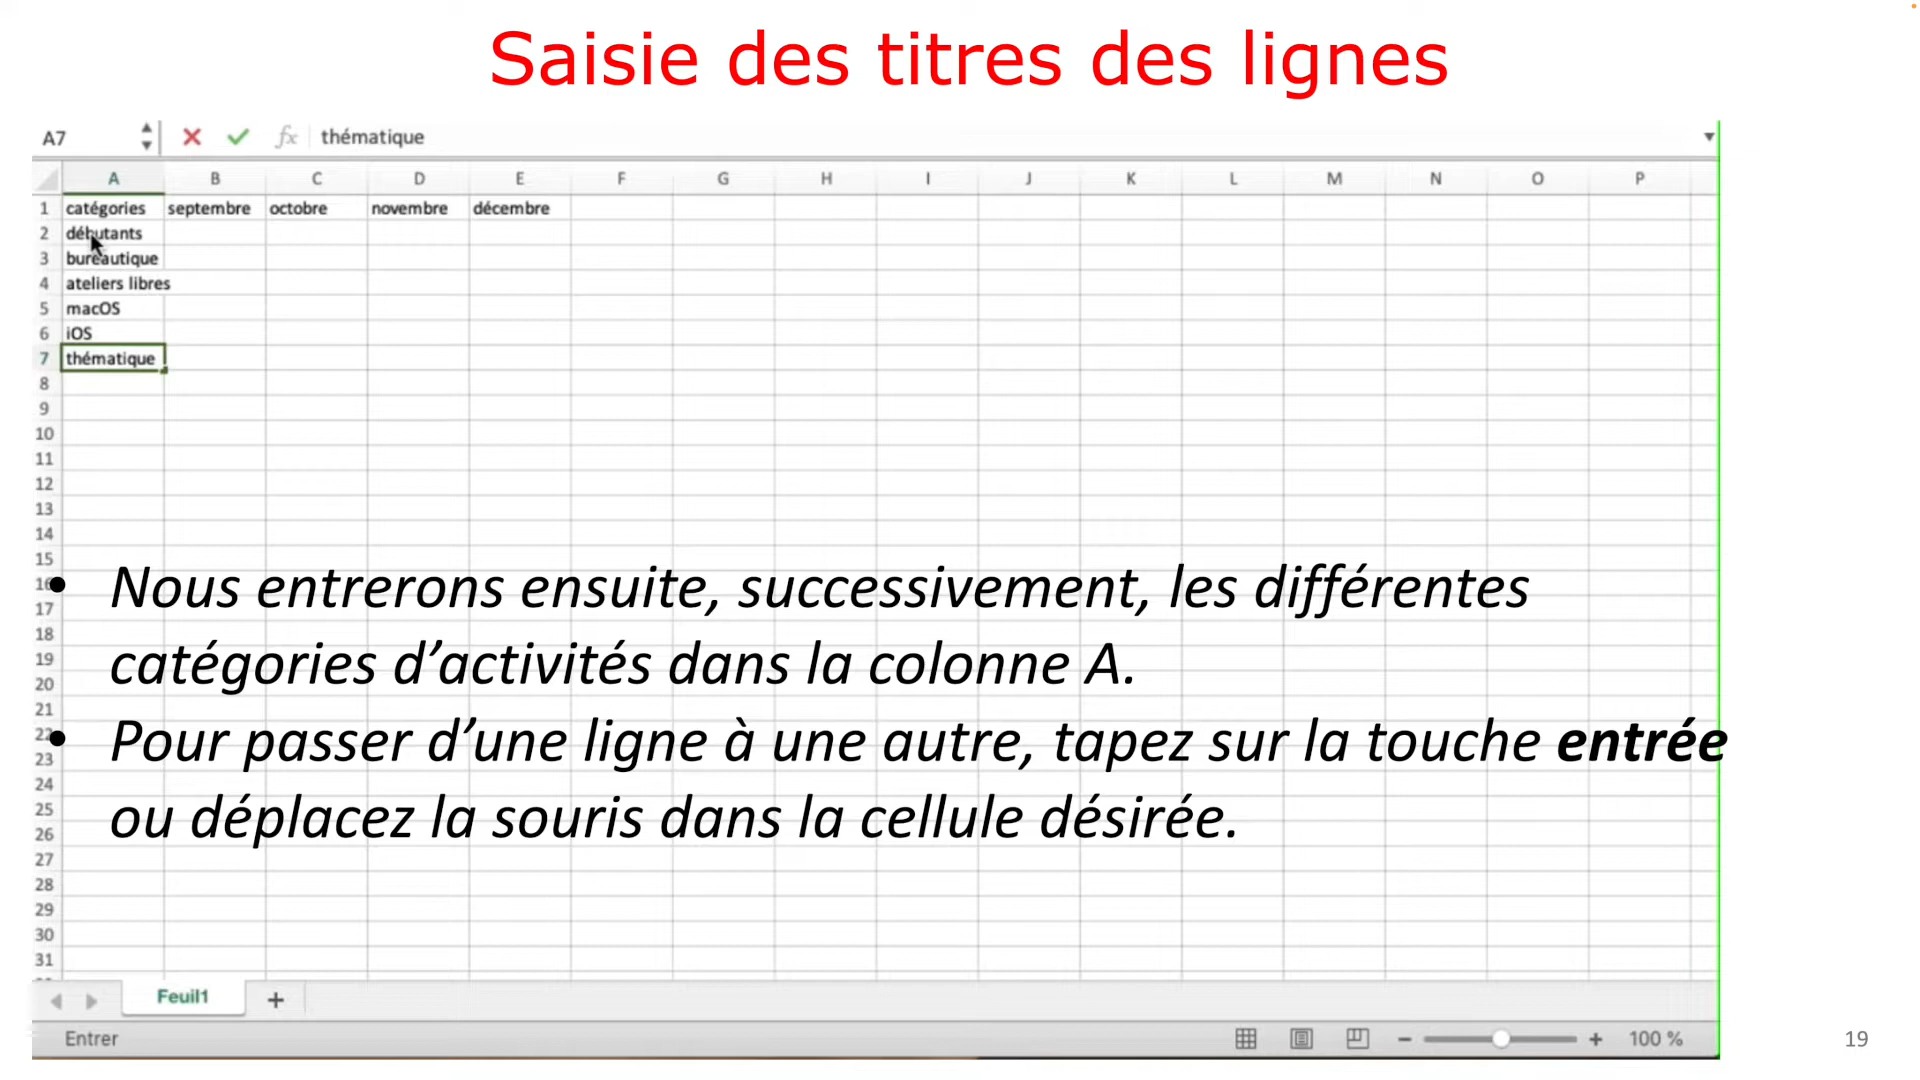 Saisie des titres des lignes
A7 fx thématique
A B C D E F G H I J K L M N O P
1 catégories septembre octobre novembre décembre
2 débutants
3 bureautique
4 ateliers libres
5 macOS
6 iOS
7 thématique
8
9
10
11
12
13
14
15
16
• Nous entrerons ensuite, successivement, les différentes
17
18
19
catégories d’activités dans la colonne A.
20
21
22
• Pour passer d’une ligne à une autre, tapez sur la touche entrée
23
24
25
ou déplacez la souris dans la cellule désirée.
26
27
28
29
30
31
Feuil1 +
Entrer − + 100 %
19